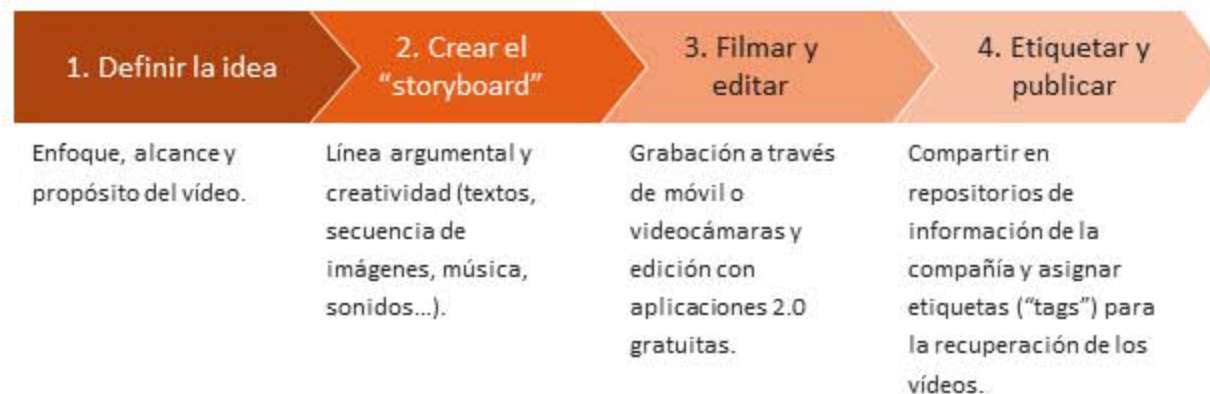 1. Definir la idea
2. Crear el
“storyboard”
3. Filmar y
editar
4. Etiquetar y
publicar
Enfoque, alcance y
propósito del vídeo.
Línea argumental y
creatividad (textos,
secuencia de
imágenes, música,
sonidos...).
Grabación a través
de móvil o
videocámaras y
edición con
aplicaciones 2.0
gratuitas.
Compartir en
repositorios de
información de la
compañía y asignar
etiquetas (“tags”) para
la recuperación de los
vídeos.